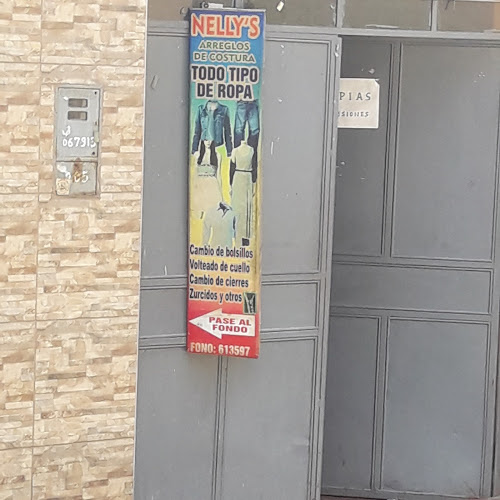 NELLY'S
ARREGLOS
DE COSTURA
TODO TIPO
DE ROPA
Cambio de bolsillos
Volteado de cuello
Cambio de cierres
Zurcidos y otros
PASE AL
FONDO
FONO: 613597
PIAS
SIONES